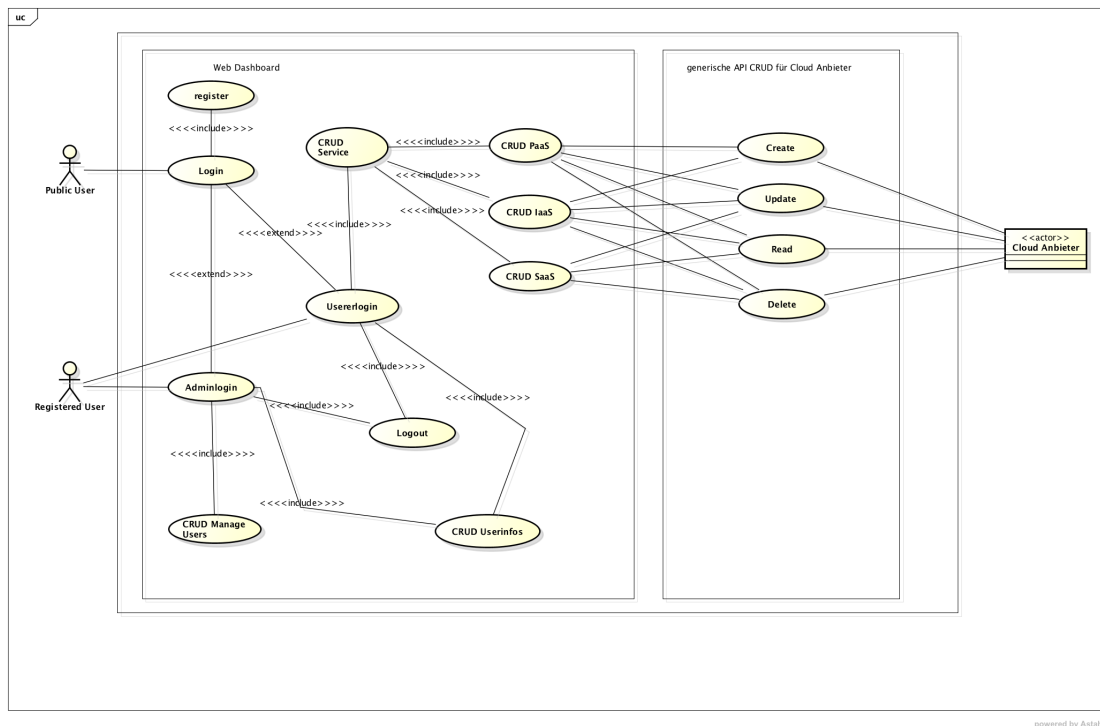 uc
Web Dashboard
generische API CRUD für Cloud Anbieter
register
<<<<include>>>>
CRUD
Service
<<<<include>>>>
CRUD PaaS
Create
Public User
Login
<<<<include>>>>
Update
<<<<include>>>>
CRUD IaaS
<<<<include>>>>
<<<<extend>>>>
Read
<<actor>>
Cloud Anbieter
<<<<extend>>>>
CRUD SaaS
Usererlogin
Delete
Registered User
Adminlogin
<<<<include>>>>
<<<<include>>>>
<<<<include>>>>
Logout
<<<<include>>>>
<<<<include>>>>
CRUD Manage
Users
CRUD Userinfos
powered by Astah